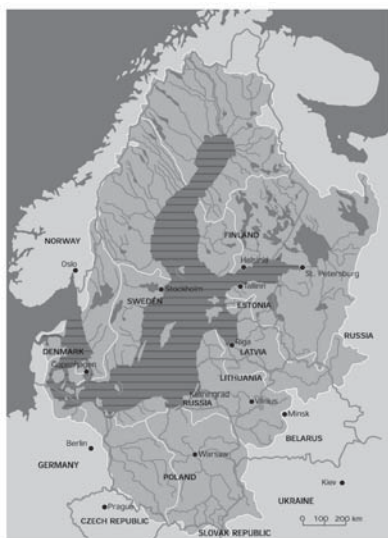 FINLAND
NORWAY
Oslo
Helsinki
St. Petersburg
Stockholm
Tallinn
SWEDEN
ESTONIA
RUSSIA
Riga
DENMARK
LATVIA
Copenhagen
LITHUANIA
Kaliningrad
Vilnius
RUSSIA
Minsk
BELARUS
Berlin
Warsaw
GERMANY
POLAND
Kiev
UKRAINE
Prague
CZECH REPUBLIC
0 100 200 km
SLOVAK REPUBLIC